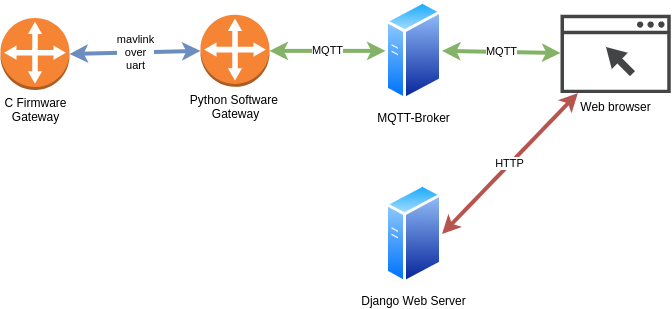 mavlink
over
uart
MQTT
MQTT
C Firmware
Gateway
Python Software
Gateway
MQTT-Broker
Web browser
HTTP
Django Web Server